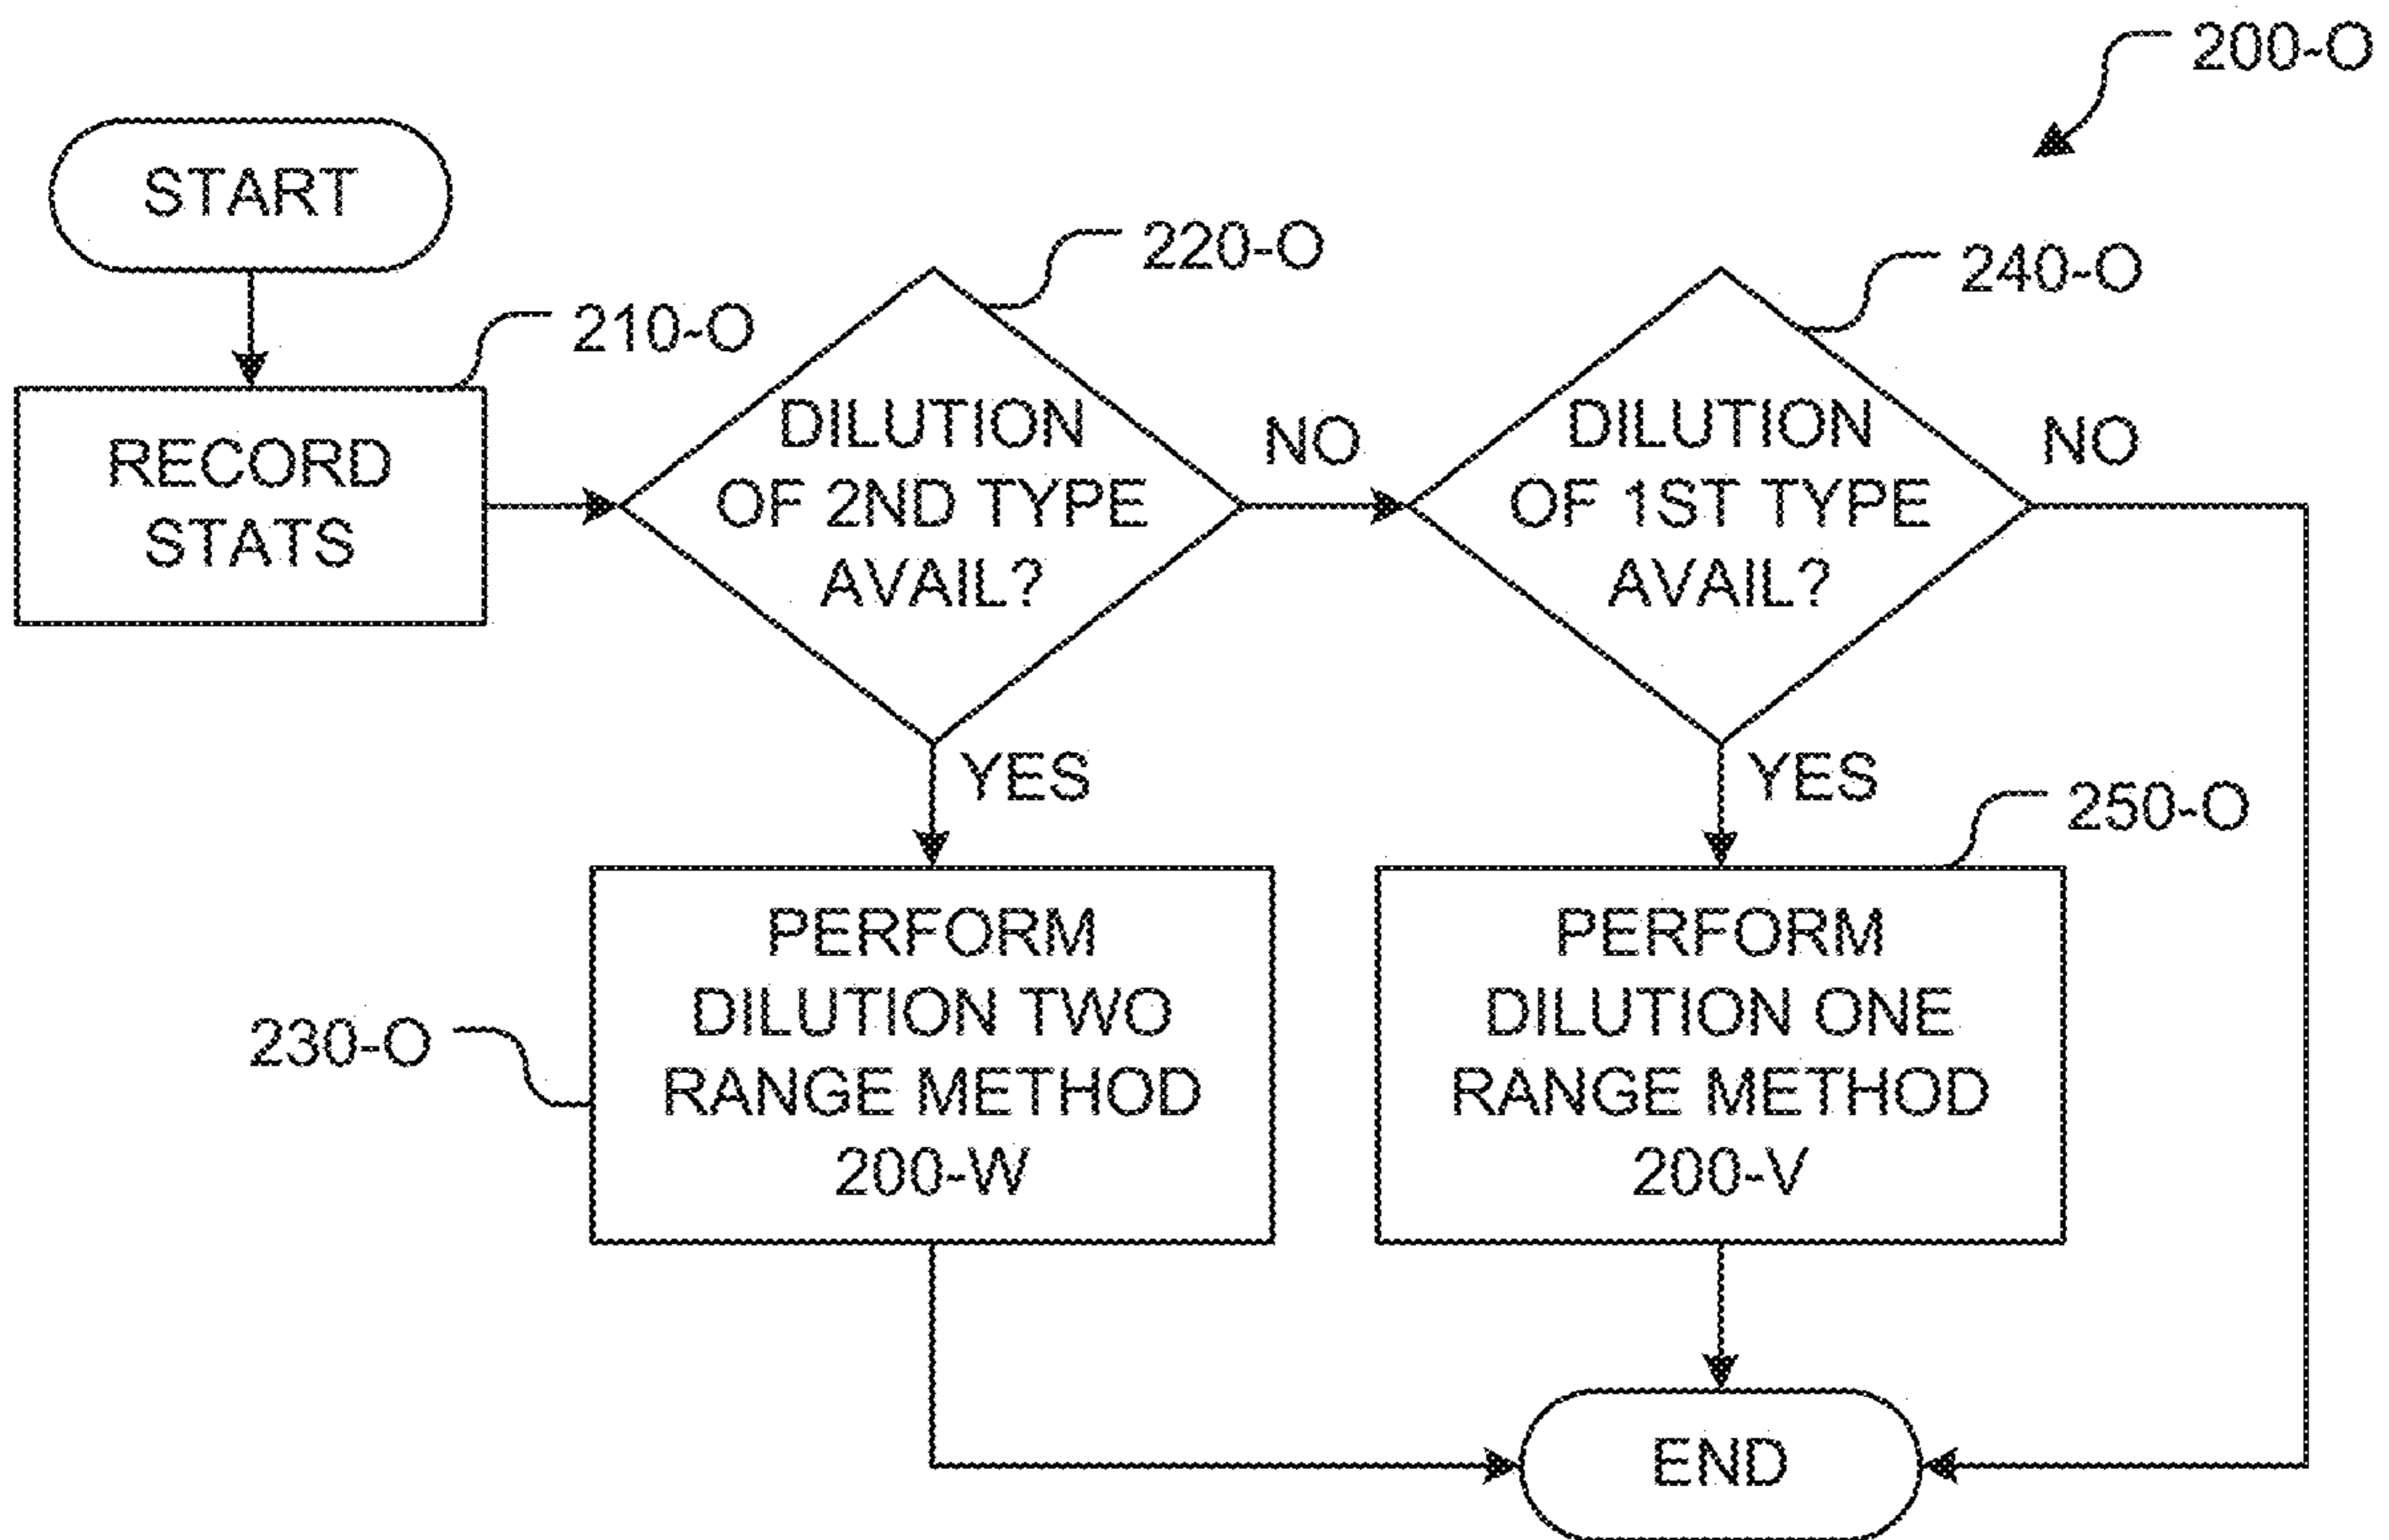 200-O
START
210-O
RECORD
STATS
220-O
DILUTION
OF 2ND TYPE
AVAIL?
NO
YES
240-O
DILUTION
OF 1ST TYPE
AVAIL?
NO
YES
230-O
PERFORM
DILUTION TWO
RANGE METHOD
200-W
250-O
PERFORM
DILUTION ONE
RANGE METHOD
200-V
END